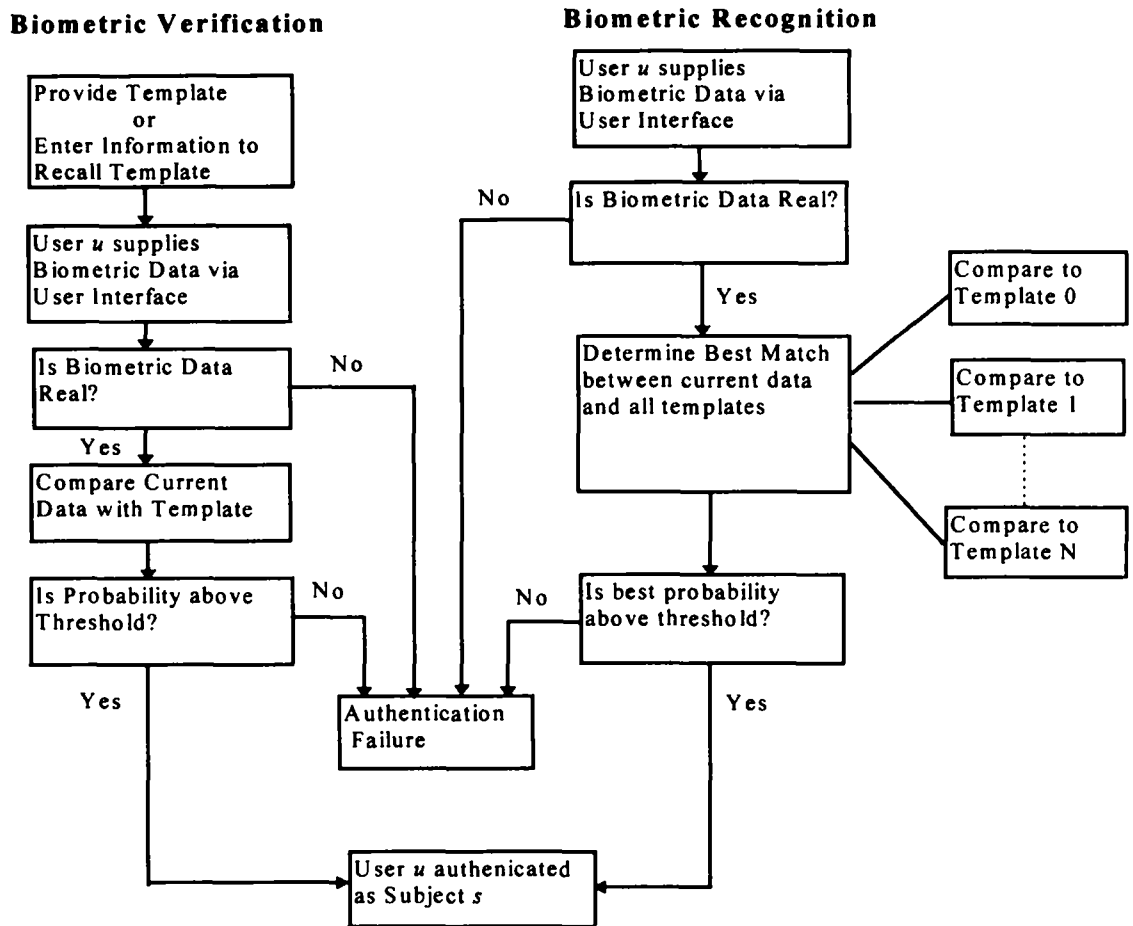 Biometric Verification
Provide Template
or
Enter Information to
Recall Template
User u supplies
Biometric Data via
User Interface
Is Biometric Data
Real?
No
Yes
Compare Current
Data with Template
Is Probability above
Threshold?
No
Yes
Biometric Recognition
User u supplies
Biometric Data via
User Interface
Is Biometric Data Real?
No
Yes
Determine Best Match
between current data
and all templates
Compare to
Template 0
Compare to
Template 1
Compare to
Template N
Is best probability
above threshold?
No
Yes
Authentication
Failure
User u authenicated
as Subject s